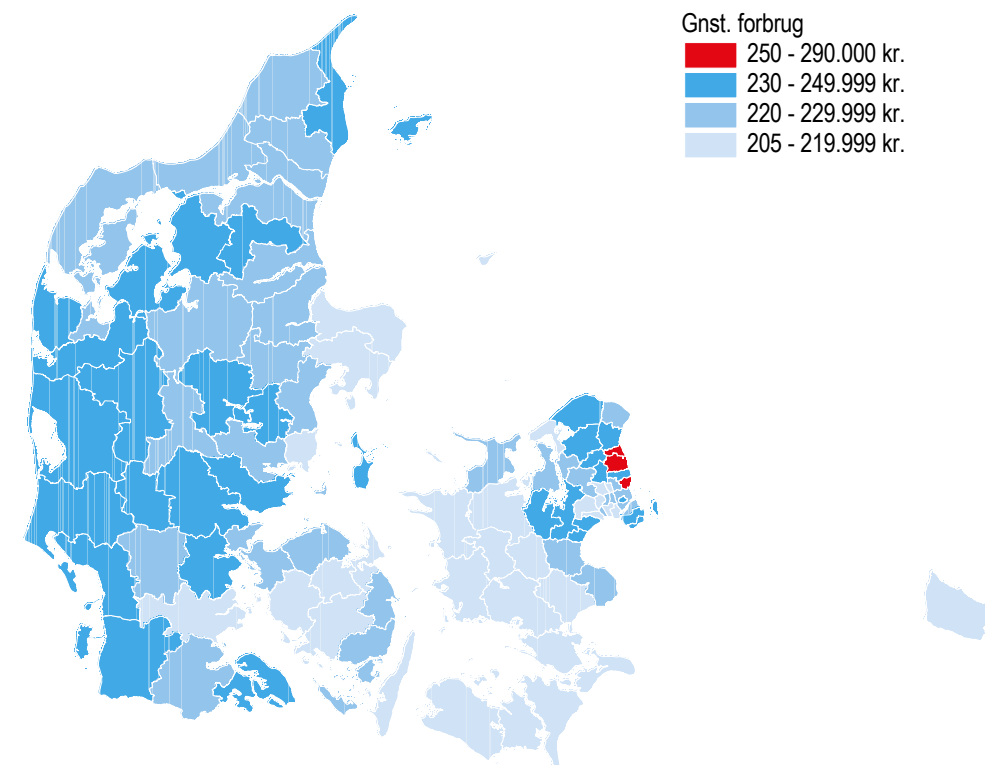 Gnst. forbrug
250 - 290.000 kr.
230 - 249.999 kr.
220 - 229.999 kr.
205 - 219.999 kr.